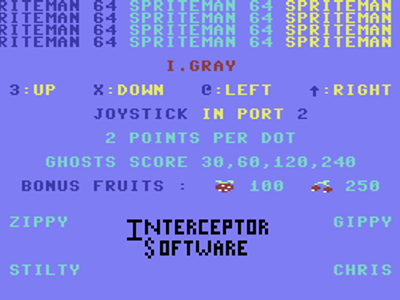 RITEMAN 64 SPRITEMAN 64 SPRITEMAN
RITEMAN 64 SPRITEMAN 64 SPRITEMAN
RITEMAN 64 SPRITEMAN 64 SPRITEMAN
RITEMAN 64 SPRITEMAN 64 SPRITEMAN
I.GRAY
3:UP X:DOWN @:LEFT ↑:RIGHT
JOYSTICK IN PORT 2
2 POINTS PER DOT
GHOSTS SCORE 30,60,120,240
BONUS FRUITS : 100 250
ZIPPY GIPPY
INTERCEPTOR
SOFTWARE
STILTY CHRIS